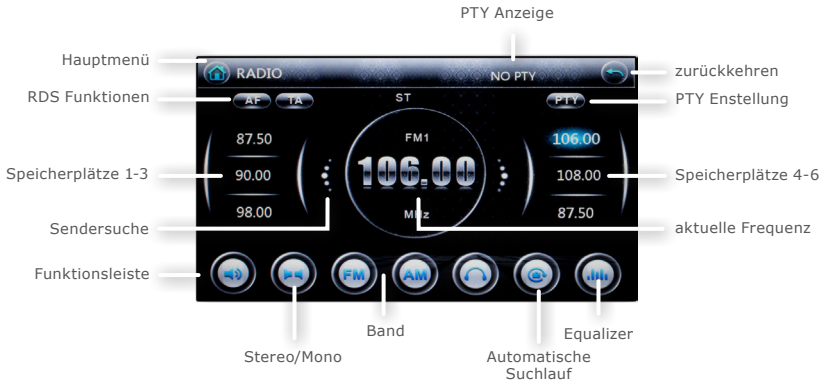 PTY Anzeige
Hauptmenü
RADIO
NO PTY
zurückkehren
RDS Funktionen
AF
TA
ST
PTY
PTY Enstellung
87.50
FM1
106.00
Speicherplätze 1-3
90.00
106.00
108.00
Speicherplätze 4-6
98.00
MHz
87.50
Sendersuche
aktuelle Frequenz
Funktionsleiste
FM
AM
Band
Equalizer
Stereo/Mono
Automatische
Suchlauf